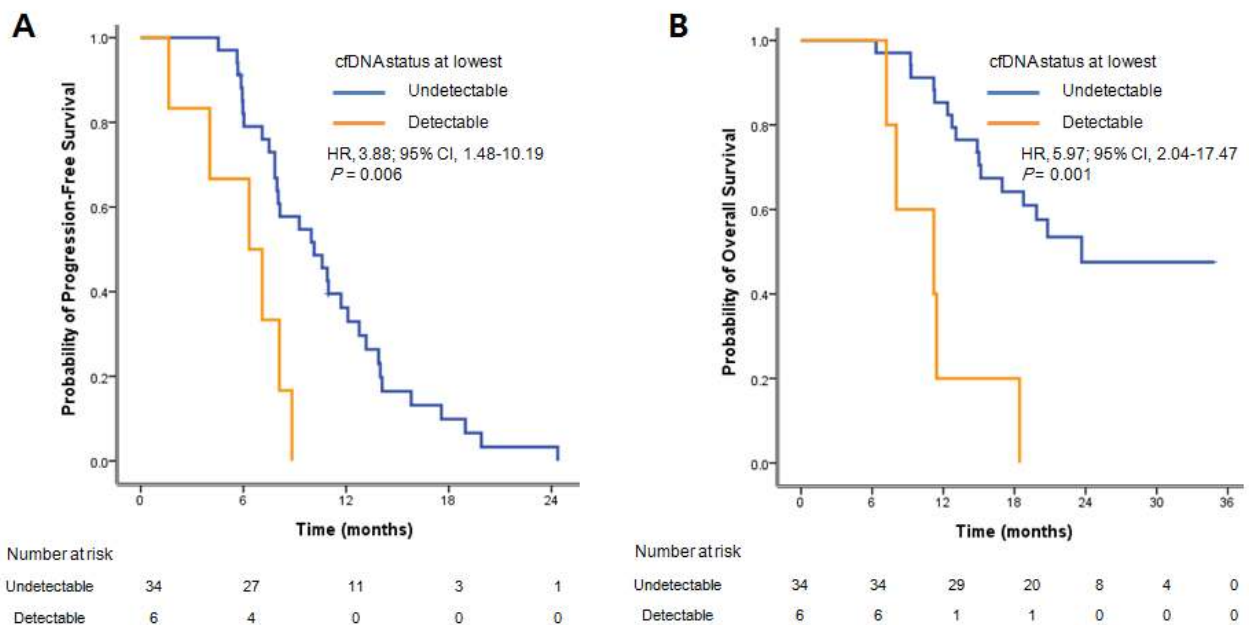 A
Probability of Progression-Free Survival
1.0
0.8
0.6
0.4
0.2
0.0
cfDNA status at lowest
Undetectable
Detectable
HR, 3.88; 95% CI, 1.48-10.19
P = 0.006
0 6 12 18 24
Time (months)
Number at risk
Undetectable 34 27 11 3 1
Detectable 6 4 0 0 0
B
Probability of Overall Survival
1.0
0.8
0.6
0.4
0.2
0.0
cfDNA status at lowest
Undetectable
Detectable
HR, 5.97; 95% CI, 2.04-17.47
P = 0.001
0 6 12 18 24 30 36
Time (months)
Number at risk
Undetectable 34 34 29 20 8 4 0
Detectable 6 6 1 1 0 0 0